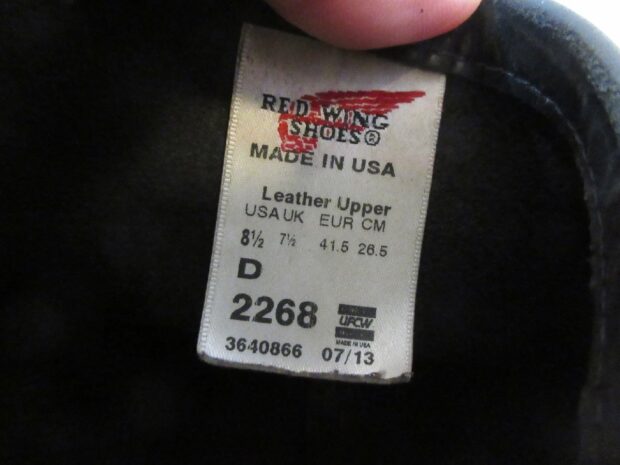 RED WING
SHOES®
MADE IN USA
Leather Upper
USA UK EUR CM
8½ 7½ 41.5 26.5
D
2268
UFCW
MADE IN USA
3640866 07/13